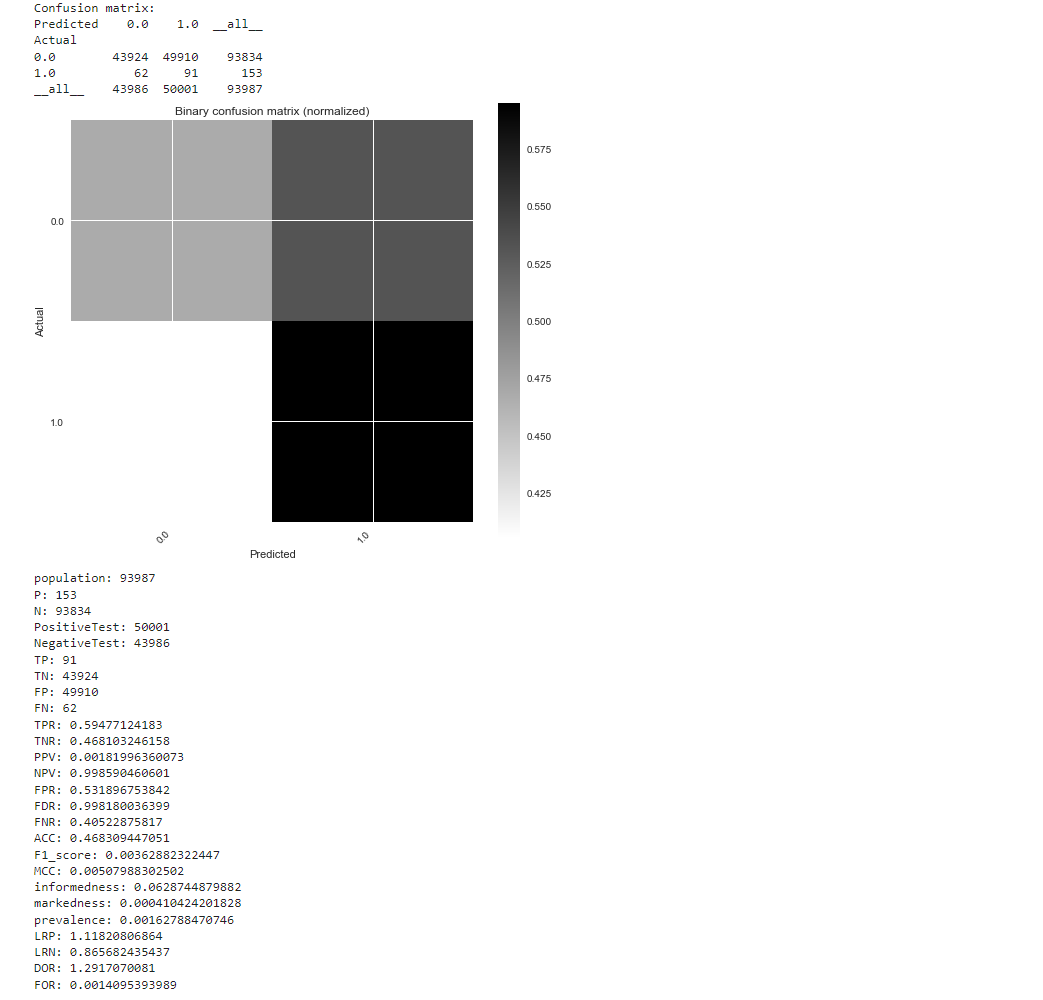 Confusion matrix:
Predicted    0.0    1.0  __all__
Actual
0.0        43924  49910    93834
1.0           62     91      153
__all__    43986  50001    93987
Binary confusion matrix (normalized)
0.575
0.550
0.525
0.500
0.475
0.450
0.425
0.0
1.0
Actual
0.0
1.0
Predicted
population: 93987
P: 153
N: 93834
PositiveTest: 50001
NegativeTest: 43986
TP: 91
TN: 43924
FP: 49910
FN: 62
TPR: 0.59477124183
TNR: 0.468103246158
PPV: 0.00181996360073
NPV: 0.998590460601
FPR: 0.531896753842
FDR: 0.998180036399
FNR: 0.40522875817
ACC: 0.468309447051
F1_score: 0.00362882322447
MCC: 0.00507988302502
informedness: 0.0628744879882
markedness: 0.000410424201828
prevalence: 0.00162788470746
LRP: 1.11820806864
LRN: 0.865682435437
DOR: 1.2917070081
FOR: 0.0014095393989